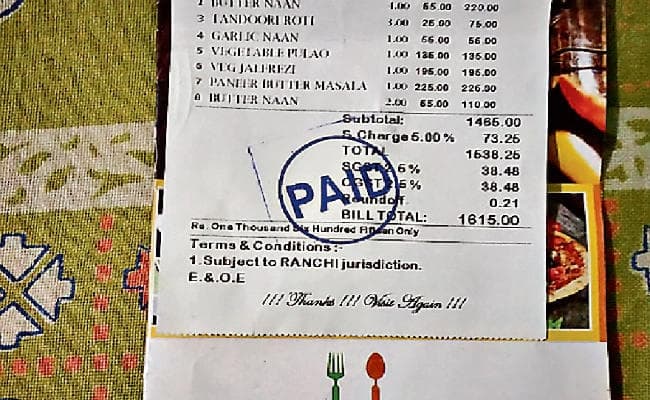 BUTTER NAAN 1.00 55.00 220.00
3 TANDOORI ROTI 3.00 25.00 75.00
4 GARLIC NAAN 1.00 55.00 55.00
5 VEGETABLE PULAO 1.00 135.00 135.00
6 VEG JALFREZI 1.00 195.00 195.00
7 PANEER BUTTER MASALA 1.00 225.00 225.00
8 BUTTER NAAN 2.00 55.00 110.00
Subtotal: 1465.00
S.Charge 5.00 % 73.25
TOTAL 1538.25
SGST 2.5% 38.48
CGST 2.5% 38.48
Roundoff 0.21
BILL TOTAL: 1615.00
PAID
Rs. One Thousand Six Hundred Fifteen Only
Terms & Conditions :-
1.Subject to RANCHI jurisdiction.
E.&.O.E
!!! Thanks !!! Visit Again !!!